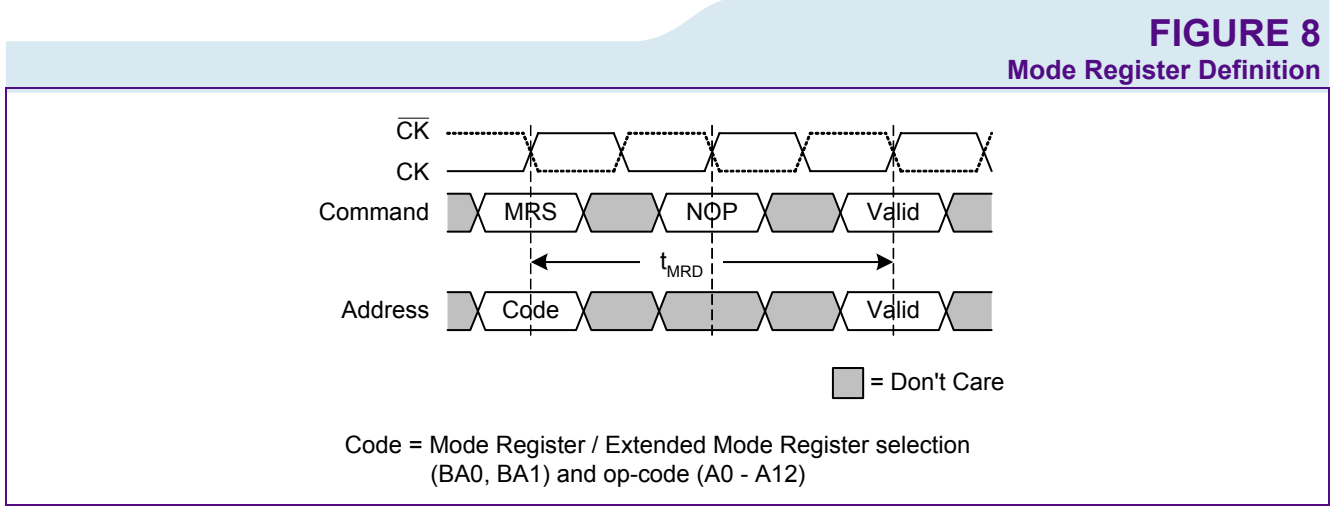 FIGURE 8
Mode Register Definition
CK
CK
Command
MRS
NOP
Valid
tMRD
Address
Code
Valid
= Don't Care
Code = Mode Register / Extended Mode Register selection
(BA0, BA1) and op-code (A0 - A12)